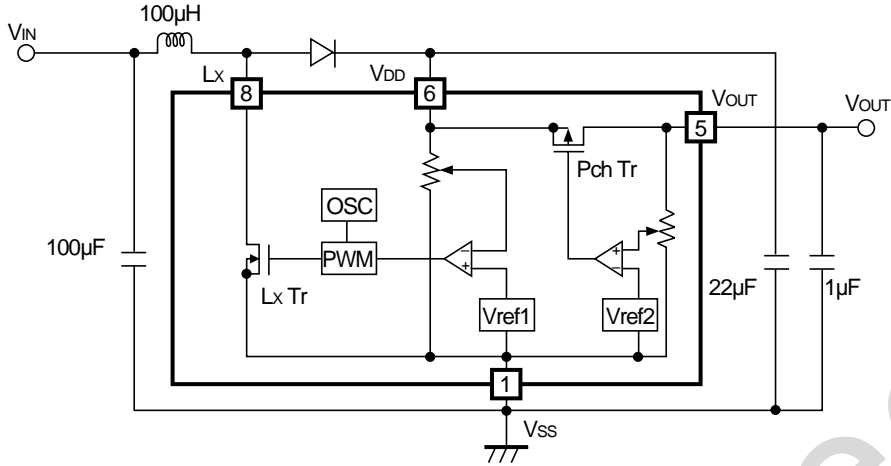 100µH
VIN
LX
VDD
8
6
VOUT
VOUT
5
Pch Tr
OSC
100µF
PWM
−
+
+
−
LX Tr
Vref1
Vref2
22µF
1µF
1
VSS